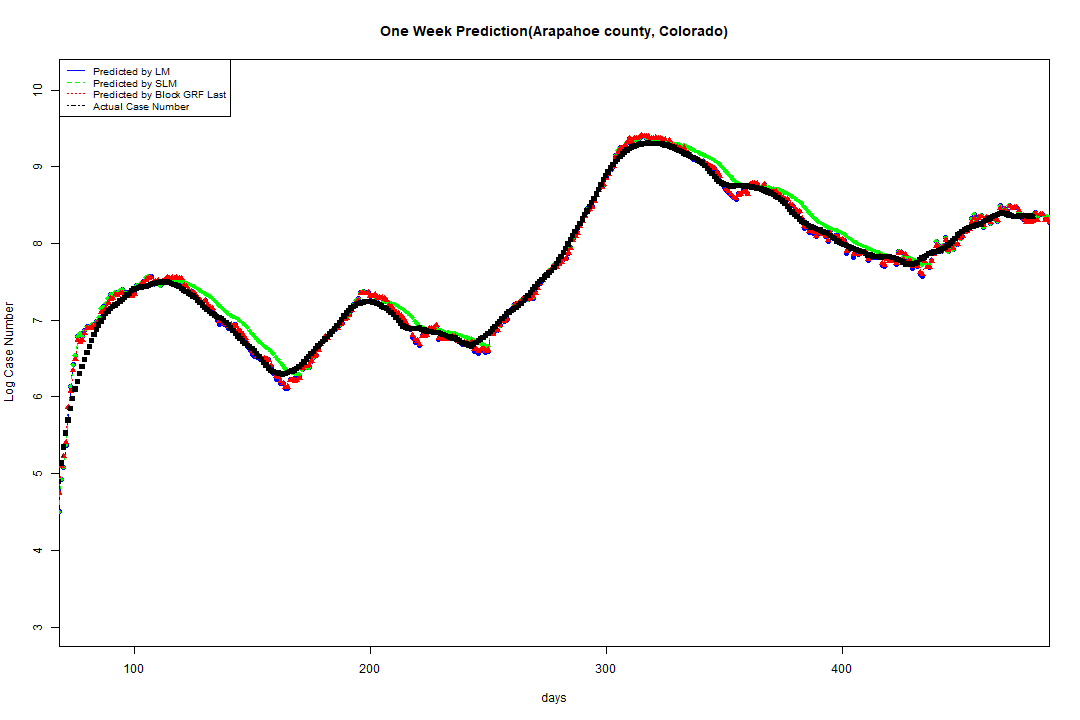 One Week Prediction(Arapahoe county, Colorado)
Predicted by LM
Predicted by SLM
Predicted by Block GRF Last
Actual Case Number
10
9
8
7
6
5
4
3
Log Case Number
100 200 300 400
days